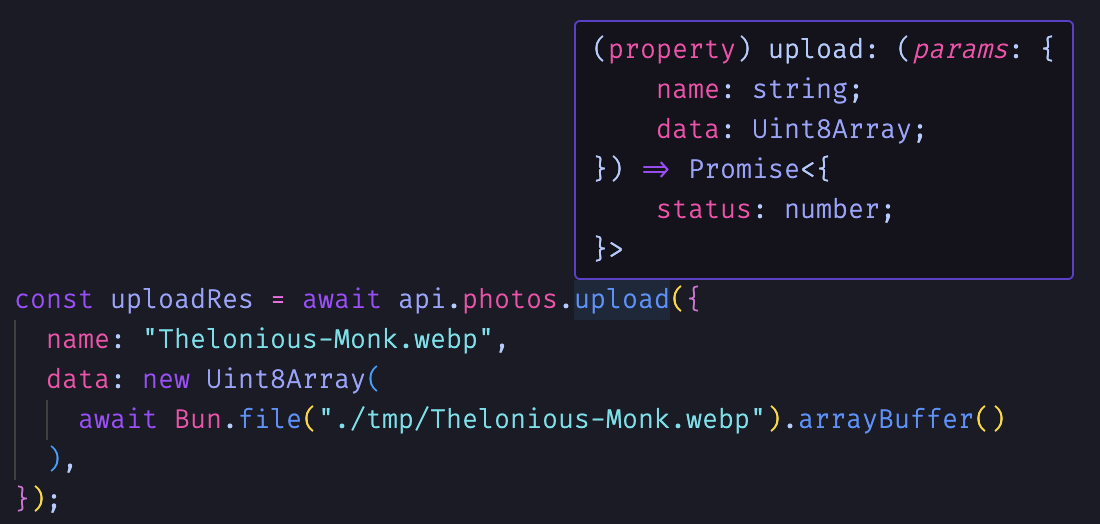 (property) upload: (params: {
    name: string;
    data: Uint8Array;
}) => Promise<{
    status: number;
}>
const uploadRes = await api.photos.upload({
  name: "Thelonious-Monk.webp",
  data: new Uint8Array(
    await Bun.file("./tmp/Thelonious-Monk.webp").arrayBuffer()
  ),
});